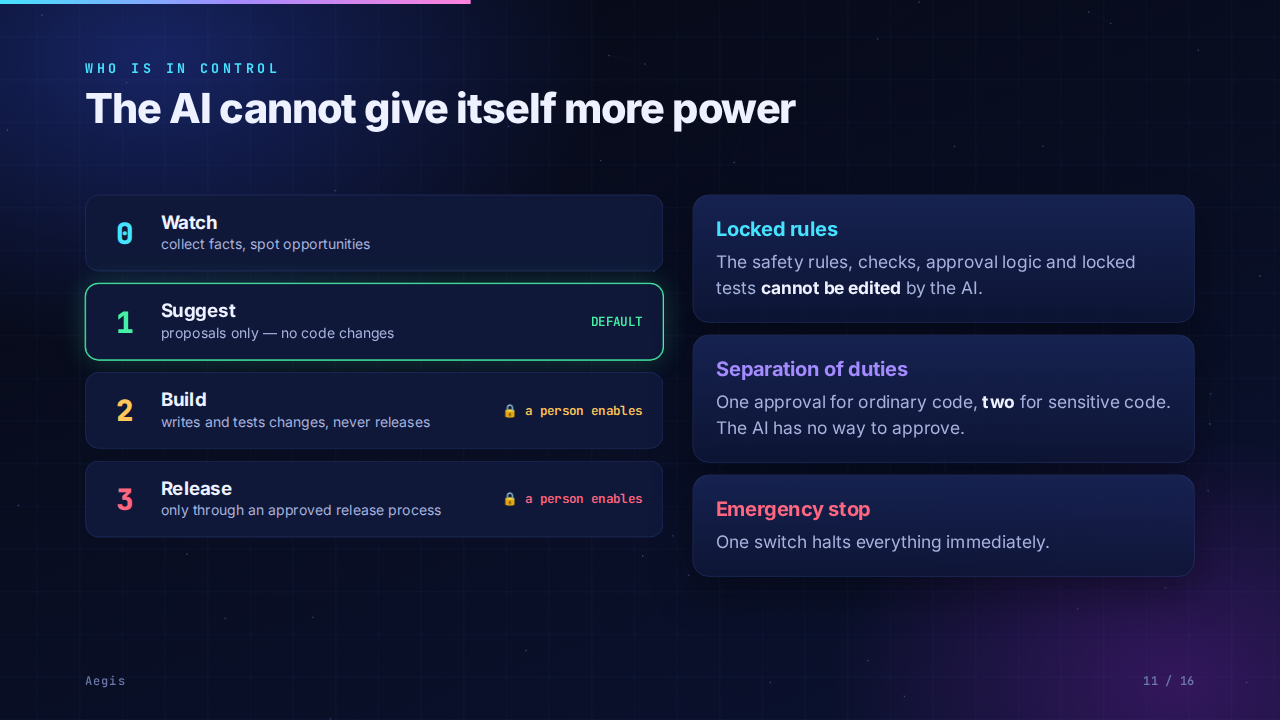 WHO IS IN CONTROL
The AI cannot give itself more power
0
Watch
collect facts, spot opportunities
1
Suggest
proposals only — no code changes
DEFAULT
2
Build
writes and tests changes, never releases
🔒 a person enables
3
Release
only through an approved release process
🔒 a person enables
Locked rules
The safety rules, checks, approval logic and locked
tests cannot be edited by the AI.
Separation of duties
One approval for ordinary code, two for sensitive code.
The AI has no way to approve.
Emergency stop
One switch halts everything immediately.
Aegis
11 / 16